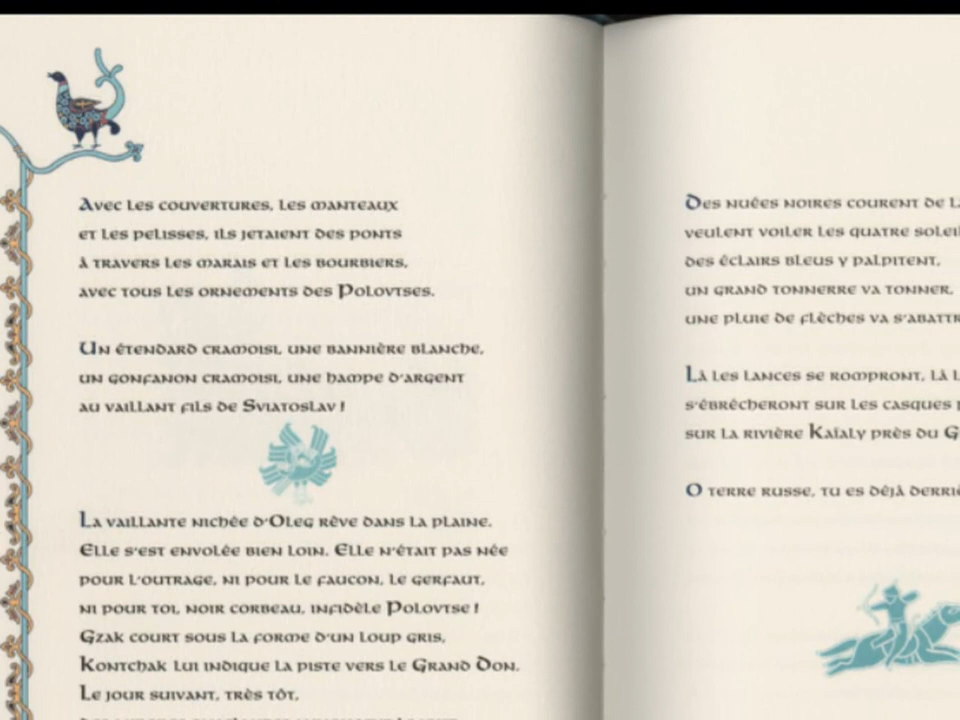 Avec les couvertures, les manteaux
et les pelisses, ils jetaient des ponts
à travers les marais et les bourbiers,
avec tous les ornements des Polovtses.
Un étendard cramoisi, une bannière blanche,
un gonfanon cramoisi, une hampe d'argent
au vaillant fils de Sviatoslav !
La vaillante nichée d'Oleg rêve dans la plaine.
Elle s'est envolée bien loin. Elle n'était pas née
pour l'outrage, ni pour le faucon, le gerfaut,
ni pour toi, noir corbeau, infidèle Polovtse !
Gzak court sous la forme d'un loup gris,
Kontchak lui indique la piste vers le Grand Don.
Le jour suivant, très tôt,
Des nuées noires courent de
veulent voiler les quatre
des éclairs bleus y palpitent,
un grand tonnerre va tonner,
une pluie de flèches va
Là les lances se rompront, là
s'ébrécheront sur les casques
sur la rivière Kaïaly près du
O terre russe, tu es déjà